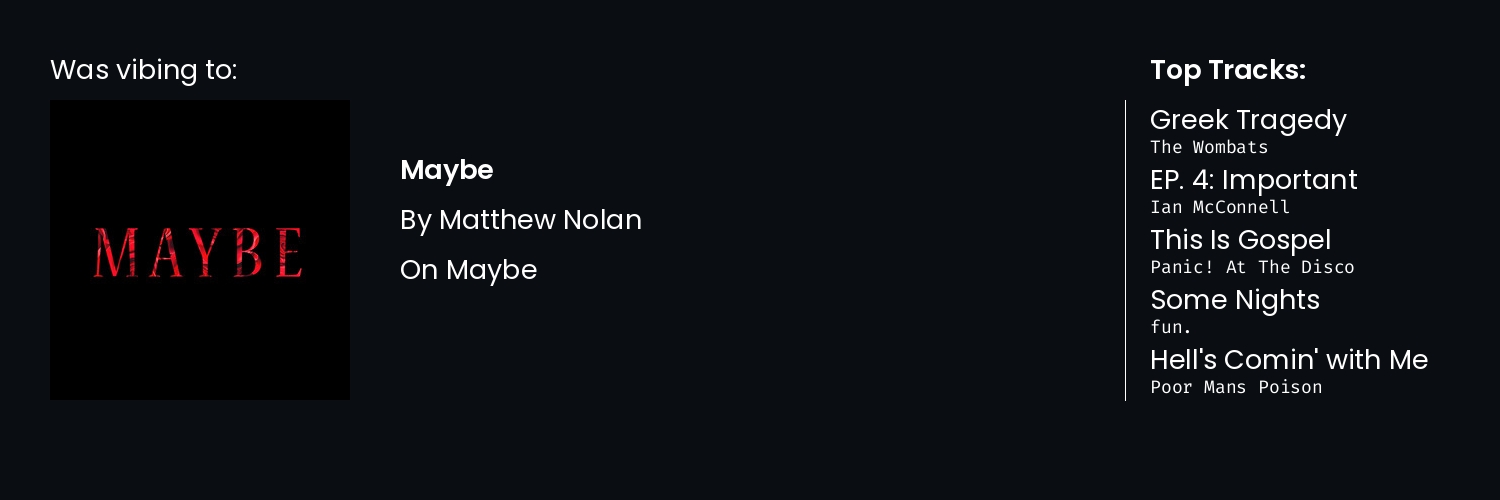 Was vibing to:
MAYBE
Maybe
By Matthew Nolan
On Maybe
Top Tracks:
Greek Tragedy
The Wombats
EP. 4: Important
Ian McConnell
This Is Gospel
Panic! At The Disco
Some Nights
fun.
Hell's Comin' with Me
Poor Mans Poison